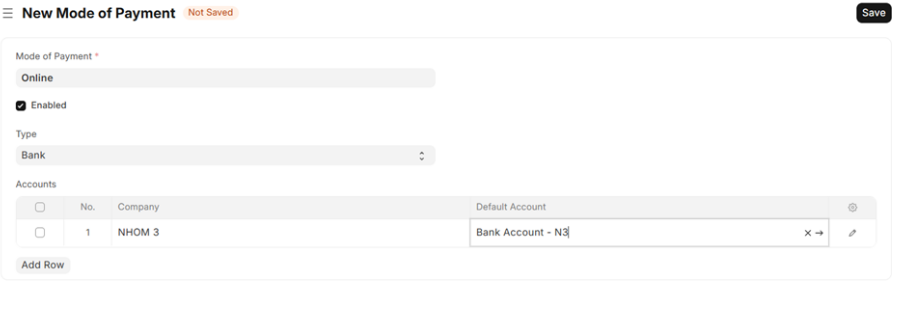 New Mode of Payment Not Saved Save
Mode of Payment *
Online
Enabled
Type
Bank
Accounts
No. Company Default Account
1 NHOM 3 Bank Account - N3
Add Row